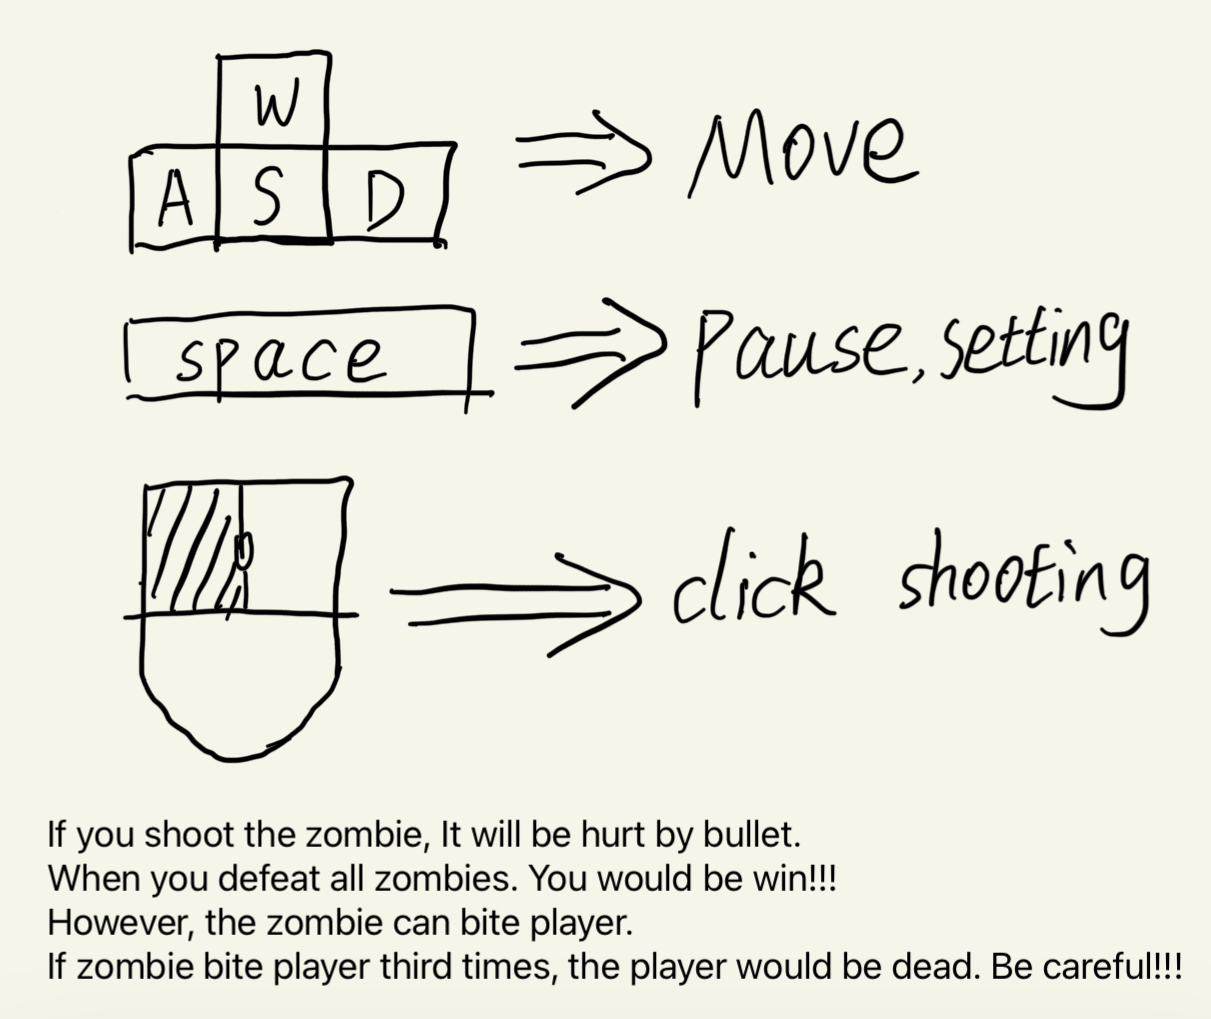 W
A S D
Move
space
Pause, setting
click shooting
If you shoot the zombie, It will be hurt by bullet.
When you defeat all zombies. You would be win!!!
However, the zombie can bite player.
If zombie bite player third times, the player would be dead. Be careful!!!